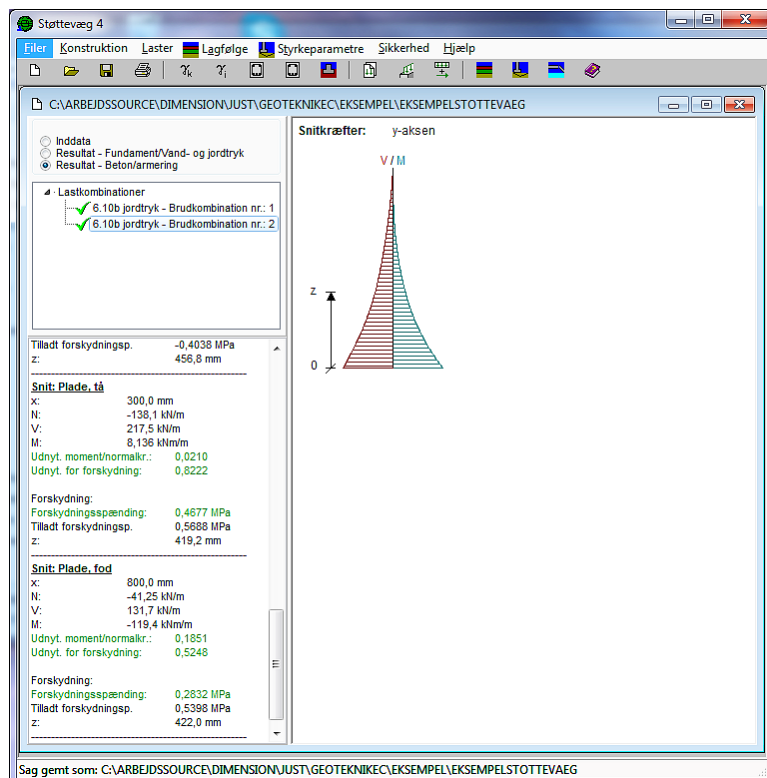 Støttevæg 4
Filer Konstruktion Laster Lagfølge Styrkeparametre Sikkerhed Hjælp
γk γi
C:\ARBEJDSSOURCE\DIMENSION\JUST\GEOTEKNIKEC\EKSEMPEL\EKSEMPELSTOTTEVAEG
Inddata
Resultat - Fundament/Vand- og jordtryk
Resultat - Beton/armering
Lastkombinationer
6.10b jordtryk - Brudkombination nr.: 1
6.10b jordtryk - Brudkombination nr.: 2
Tilladt forskydningsp. -0,4038 MPa
z: 456,8 mm
Snit: Plade, tå
x: 300,0 mm
N: -138,1 kN/m
V: 217,5 kN/m
M: 8,136 kNm/m
Udnyt. moment/normalkr.: 0,0210
Udnyt. for forskydning: 0,8222
Forskydning:
Forskydningsspænding: 0,4677 MPa
Tilladt forskydningsp. 0,5688 MPa
z: 419,2 mm
Snit: Plade, fod
x: 800,0 mm
N: -41,25 kN/m
V: 131,7 kN/m
M: -119,4 kNm/m
Udnyt. moment/normalkr.: 0,1851
Udnyt. for forskydning: 0,5248
Forskydning:
Forskydningsspænding: 0,2832 MPa
Tilladt forskydningsp. 0,5398 MPa
z: 422,0 mm
Snitkræfter: y-aksen
V / M
z
0
Sag gemt som: C:\ARBEJDSSOURCE\DIMENSION\JUST\GEOTEKNIKEC\EKSEMPEL\EKSEMPELSTOTTEVAEG